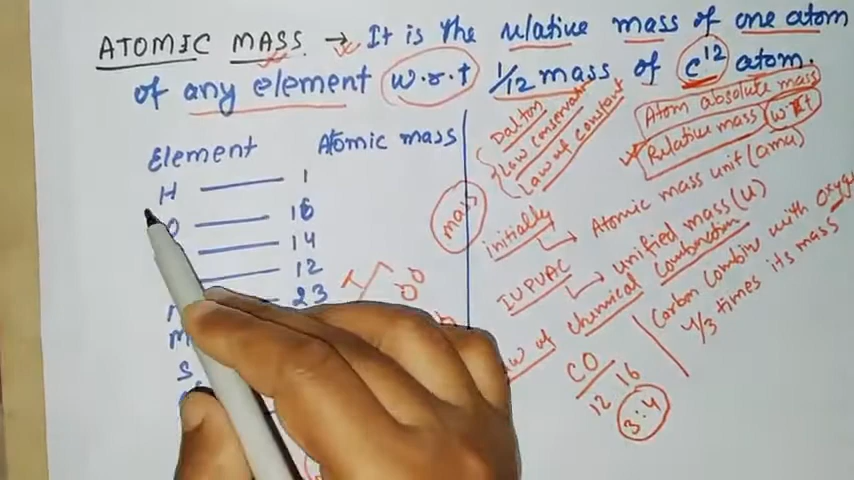 ATOMIC MASS → It is the relative mass of one atom
of any element w.r.t 1/12 mass of C12 atom.
Element Atomic mass
H 1
O 16
14
12
23
S
mass
Dalton
Law conservation
Law of constant
Atom absolute mass
Relative mass w.r.t
initially → Atomic mass unit (amu)
IUPUAC → unified mass (u)
Law of chemical combination
CO
12 16
3:4
Carbon combine with oxygen
4/3 times its mass